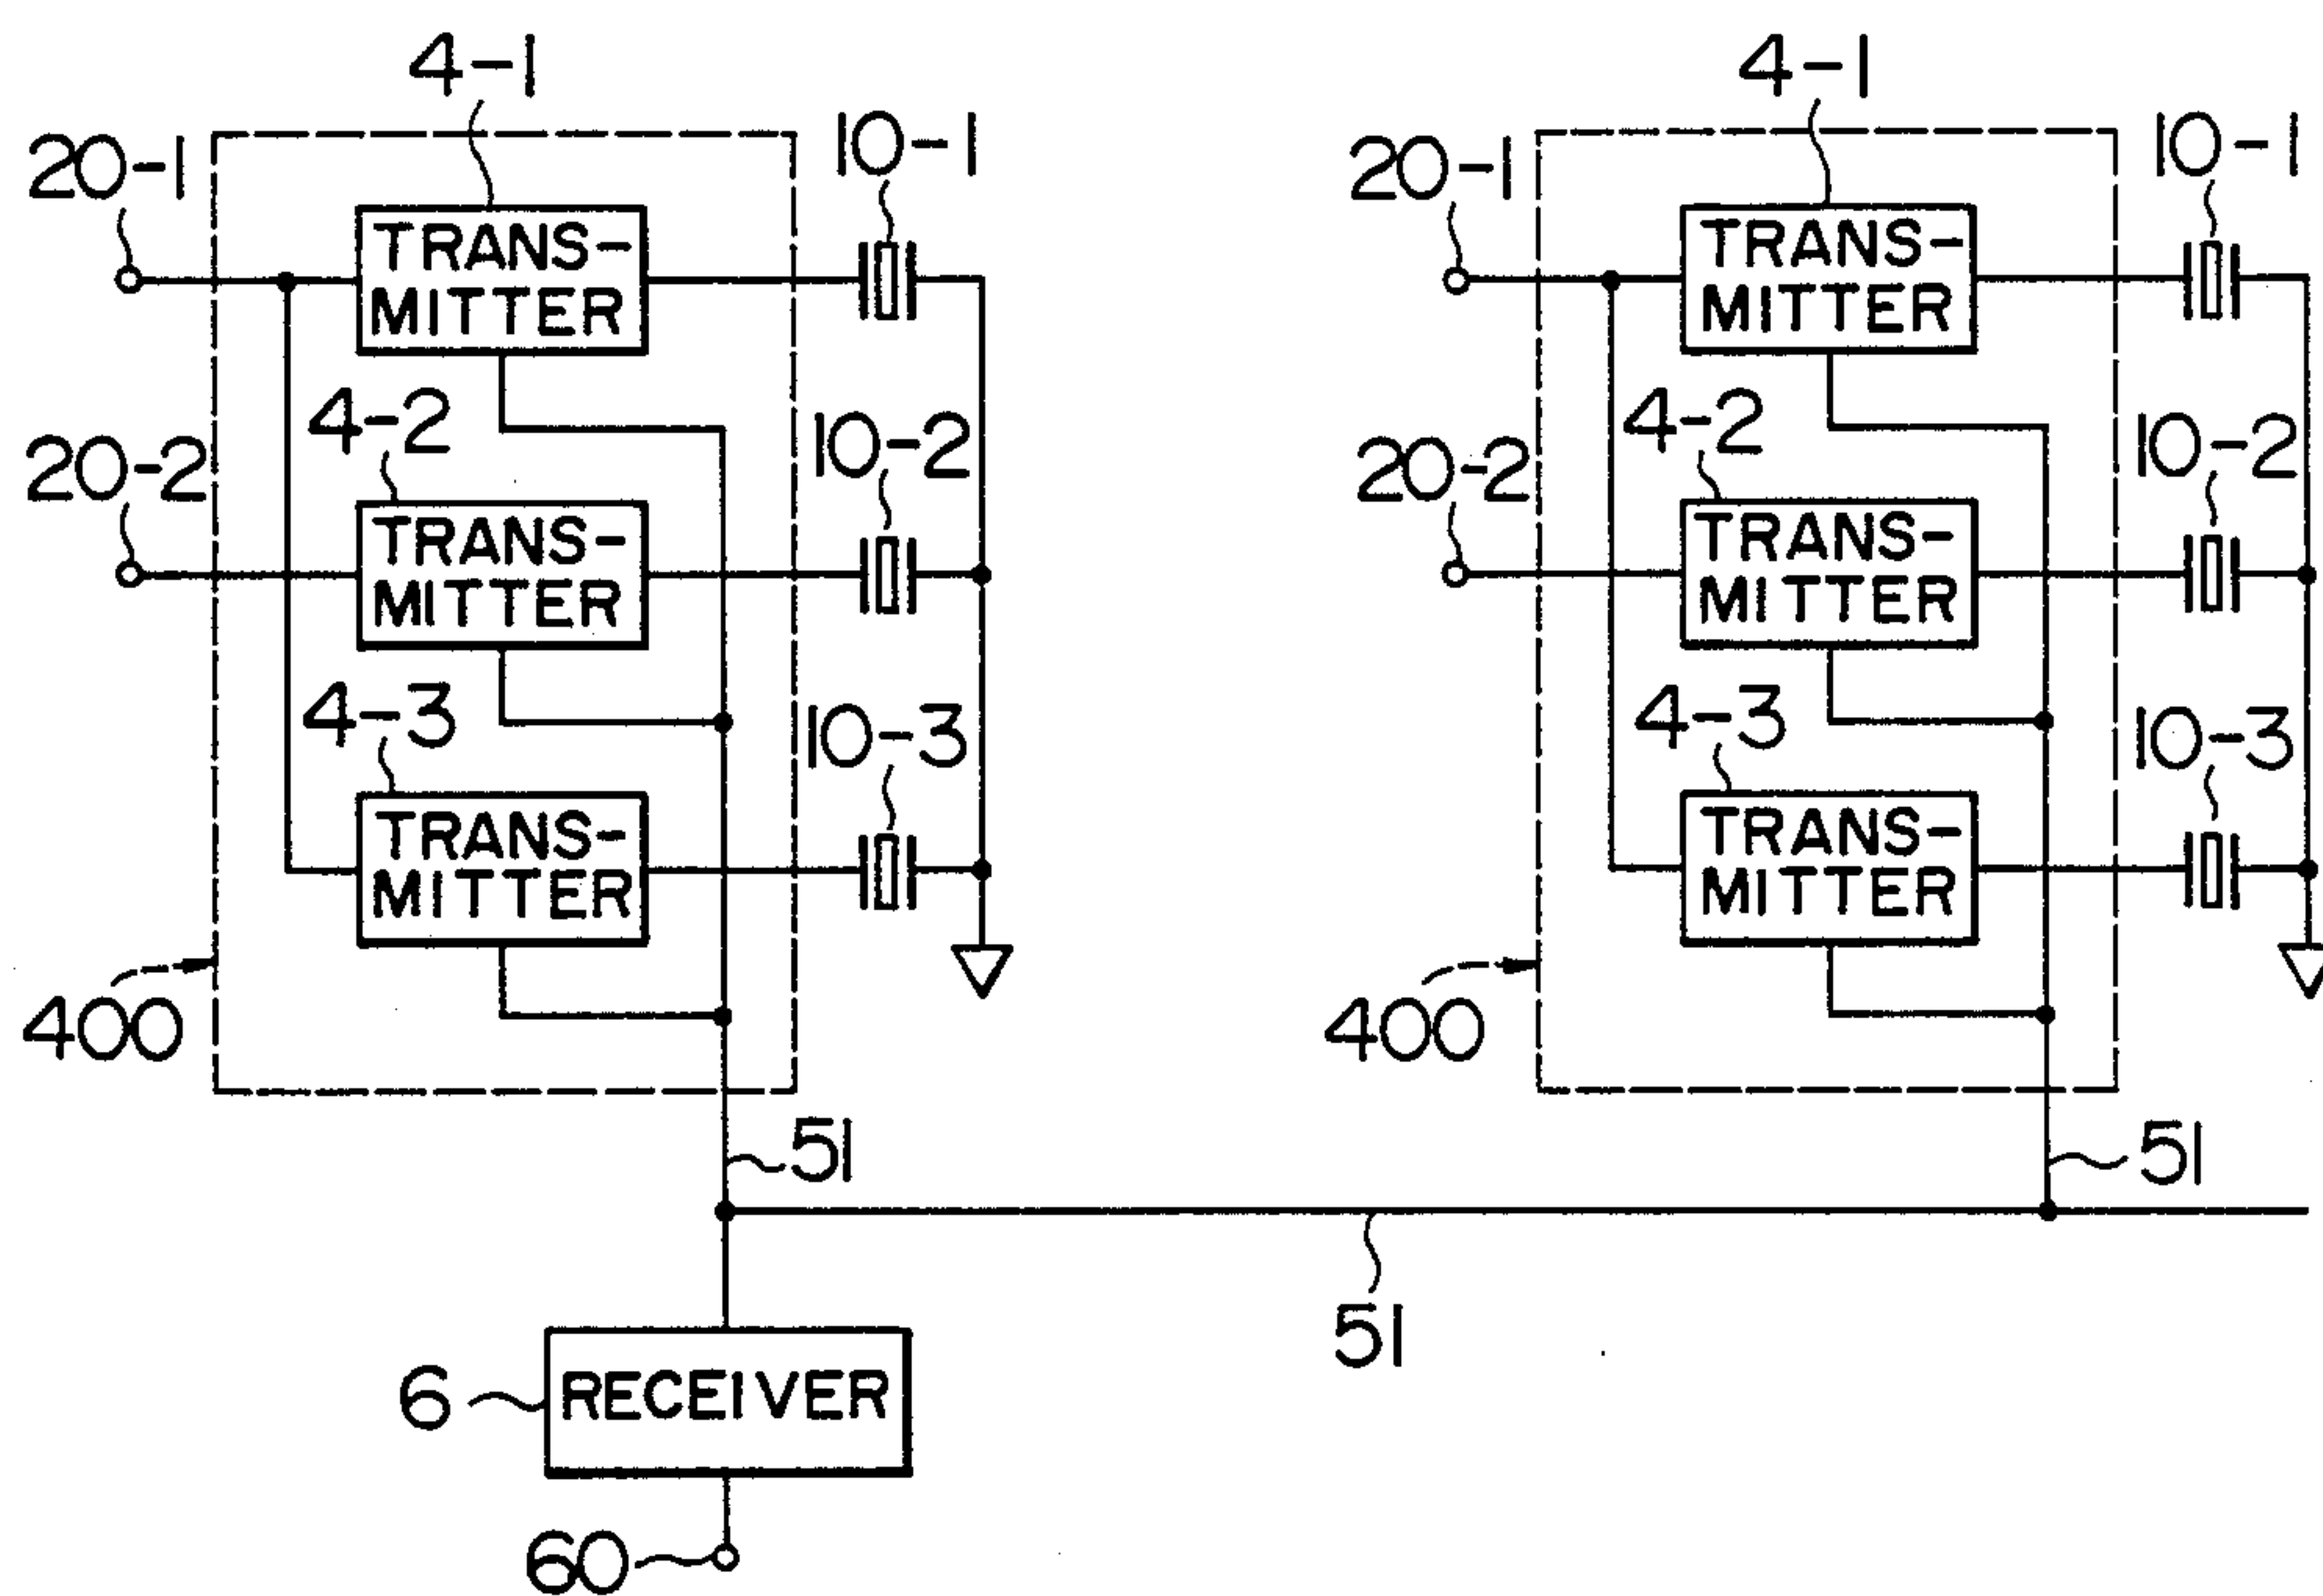 4-1
20-1
10-1
TRANS-
MITTER
4-2
20-2
10-2
TRANS-
MITTER
4-3
10-3
TRANS-
MITTER
400
51
4-1
20-1
10-1
TRANS-
MITTER
4-2
20-2
10-2
TRANS-
MITTER
4-3
10-3
TRANS-
MITTER
400
51
51
6
RECEIVER
60